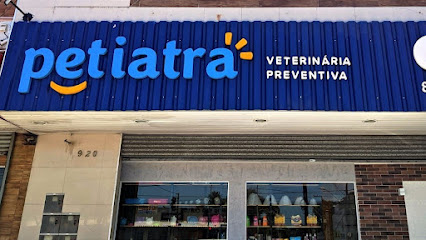 petiatra
VETERINÁRIA
PREVENTIVA
920